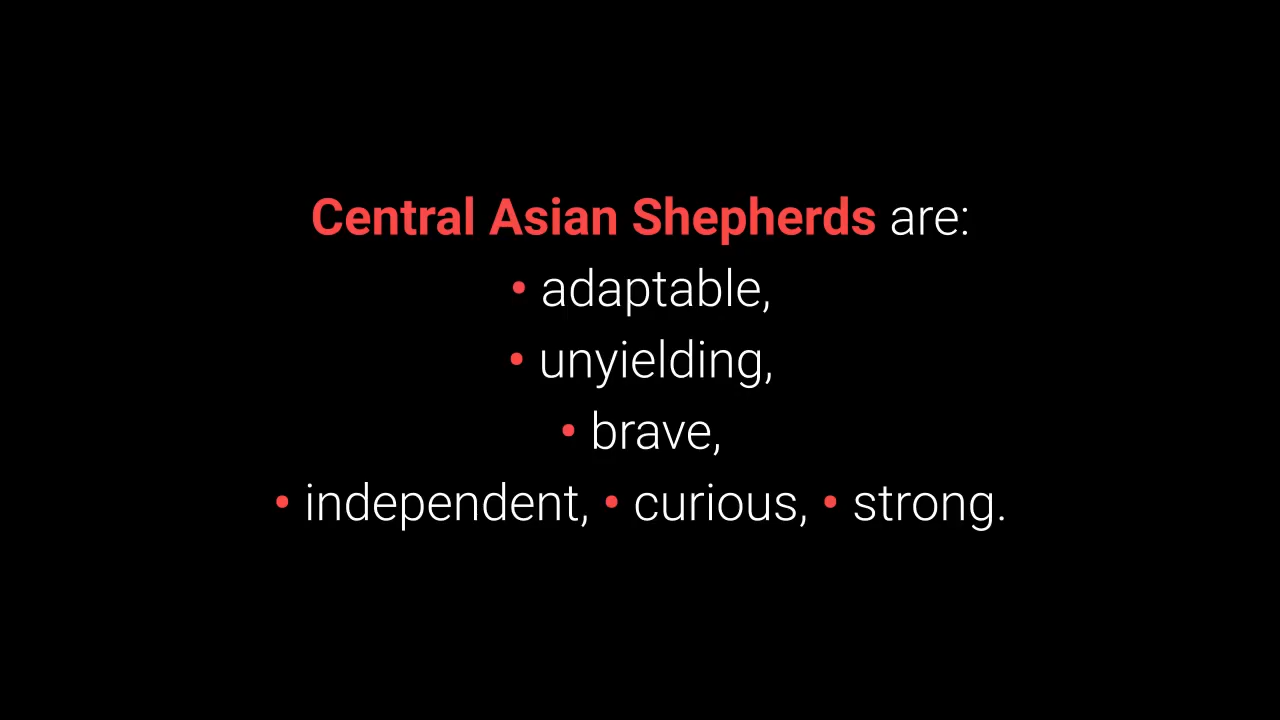 Central Asian Shepherds are:
• adaptable,
• unyielding,
• brave,
• independent, • curious, • strong.